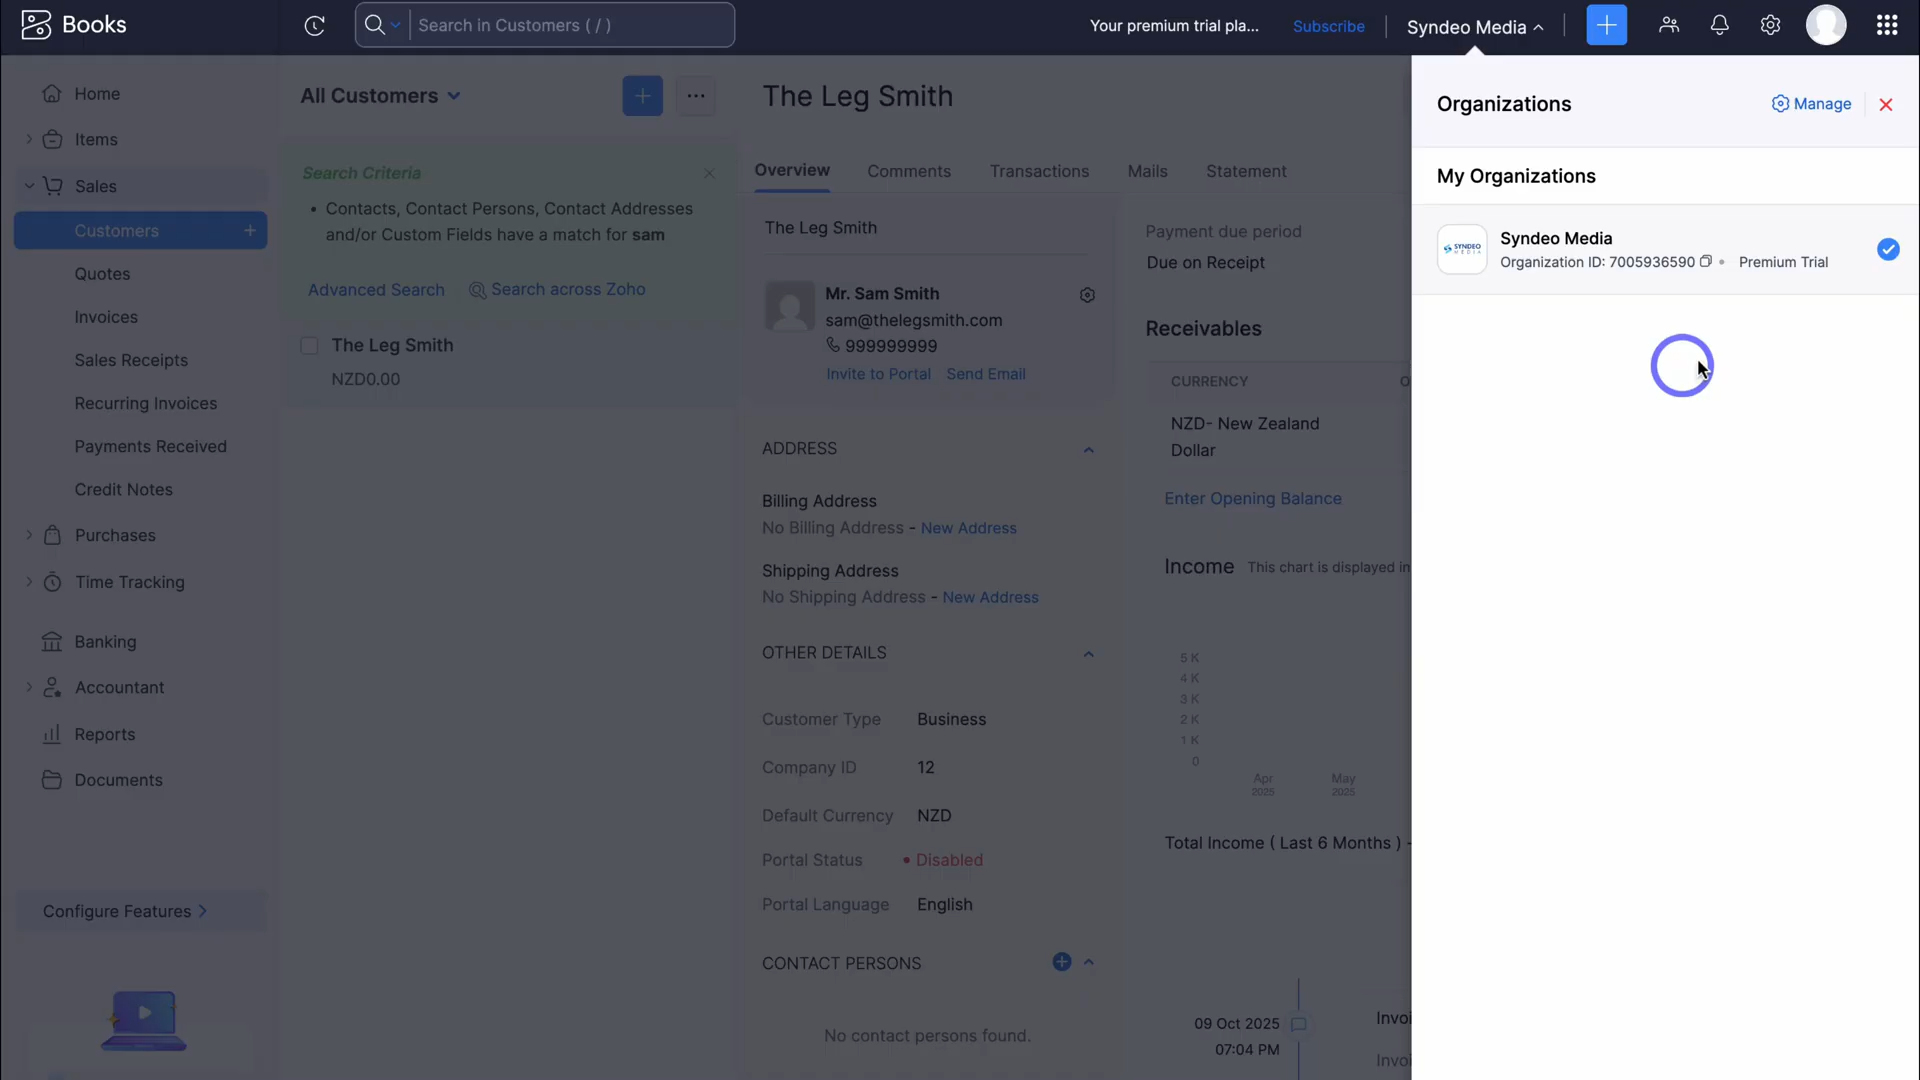 Books
Search in Customers ( / )
Your premium trial pla...
Subscribe
Syndeo Media
Home
Items
Sales
Customers
Quotes
Invoices
Sales Receipts
Recurring Invoices
Payments Received
Credit Notes
Purchases
Time Tracking
Banking
Accountant
Reports
Documents
Configure Features
All Customers
Search Criteria
• Contacts, Contact Persons, Contact Addresses
and/or Custom Fields have a match for sam
Advanced Search
Search across Zoho
The Leg Smith
NZD0.00
The Leg Smith
Overview
Comments
Transactions
Mails
Statement
The Leg Smith
Mr. Sam Smith
sam@thelegsmith.com
999999999
Invite to Portal
Send Email
ADDRESS
Billing Address
No Billing Address - New Address
Shipping Address
No Shipping Address - New Address
OTHER DETAILS
Customer Type Business
Company ID 12
Default Currency NZD
Portal Status • Disabled
Portal Language English
CONTACT PERSONS
No contact persons found.
Payment due period
Due on Receipt
Receivables
CURRENCY
NZD- New Zealand
Dollar
Enter Opening Balance
Income This chart is displayed in
5 K
4 K
3 K
2 K
1 K
0
Apr
2025
May
2025
Total Income ( Last 6 Months ) -
09 Oct 2025
07:04 PM
Invoi
Invoi
Organizations
Manage
My Organizations
SYNDEO
MEDIA
Syndeo Media
Organization ID: 7005936590 • Premium Trial